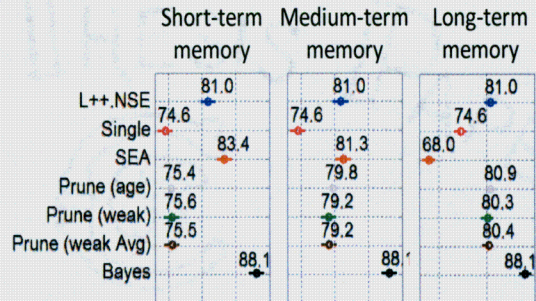 Short-term memory
Medium-term memory
Long-term memory
L++.NSE 81.0 81.0 81.0
Single 74.6 74.6 74.6
SEA 83.4 81.3 68.0
Prune (age) 75.4 79.8 80.9
Prune (weak) 75.6 79.2 80.3
Prune (weak Avg) 75.5 79.2 80.4
Bayes 88.1 88.1 88.1